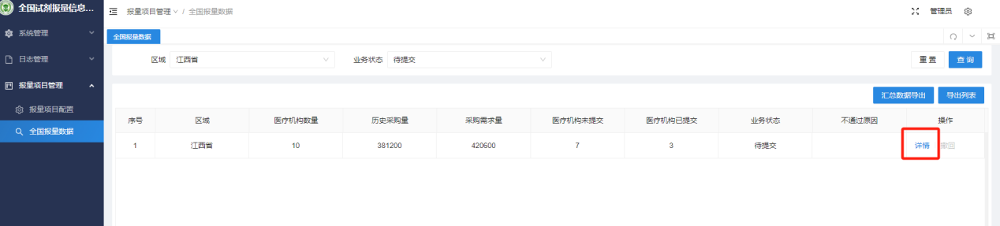 全国试剂报量信息...
报量项目管理 / 全国报量数据
管理员
系统管理
日志管理
报量项目管理
报量项目配置
全国报量数据
全国报量数据
区域 江西省 业务状态 待提交 重置 查询
汇总数据导出 导出列表
序号 区域 医疗机构数量 历史采购量 采购需求量 医疗机构未提交 医疗机构已提交 业务状态 不通过原因 操作
1 江西省 10 381200 420600 7 3 待提交 详情 撤回